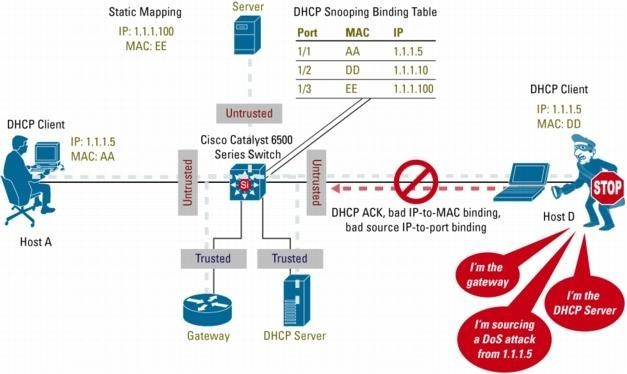 Static Mapping
IP: 1.1.1.100
MAC: EE
Server
DHCP Snooping Binding Table
Port MAC IP
1/1 AA 1.1.1.5
1/2 DD 1.1.1.10
1/3 EE 1.1.1.100
Untrusted
DHCP Client
IP: 1.1.1.5
MAC: DD
DHCP Client
IP: 1.1.1.5
MAC: AA
Cisco Catalyst 6500
Series Switch
Untrusted
Si
Untrusted
STOP
DHCP ACK, bad IP-to-MAC binding,
bad source IP-to-port binding
Host A
Host D
Trusted
Trusted
I'm the
gateway
I'm the
DHCP Server
I'm sourcing
a DoS attack
from 1.1.1.5
Gateway
DHCP Server